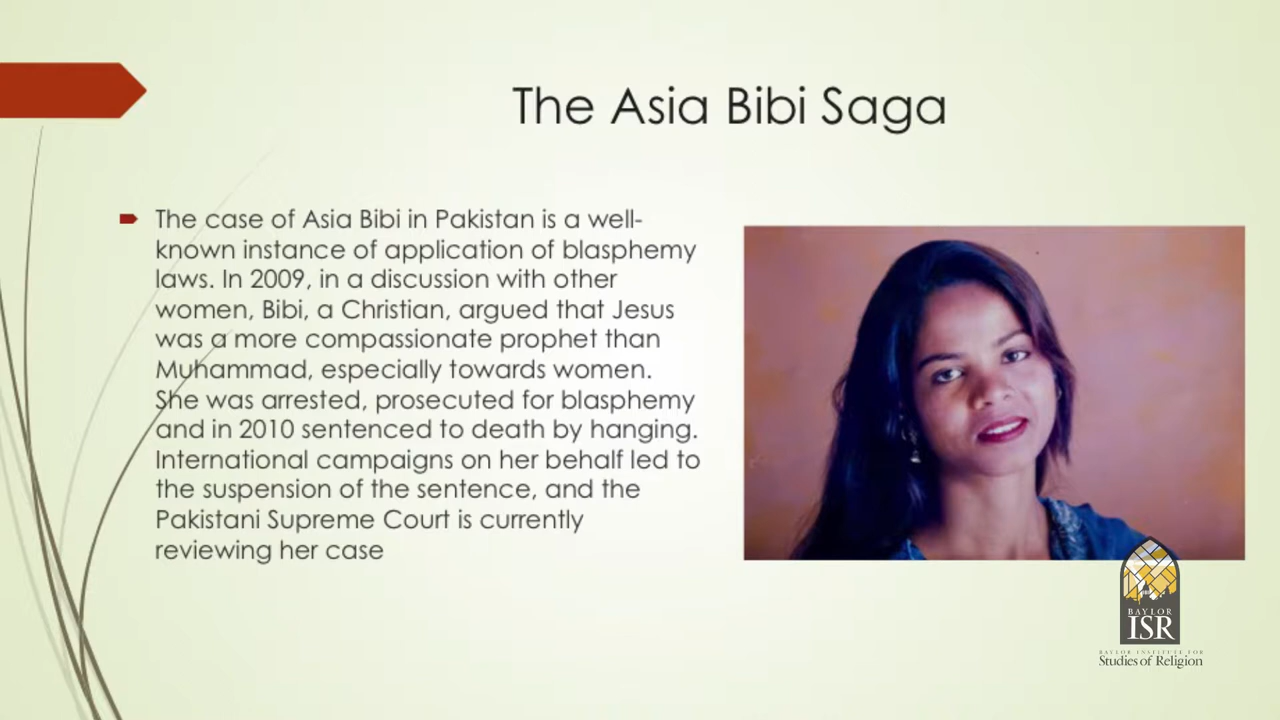 The Asia Bibi Saga
The case of Asia Bibi in Pakistan is a well-
known instance of application of blasphemy
laws. In 2009, in a discussion with other
women, Bibi, a Christian, argued that Jesus
was a more compassionate prophet than
Muhammad, especially towards women.
She was arrested, prosecuted for blasphemy
and in 2010 sentenced to death by hanging.
International campaigns on her behalf led to
the suspension of the sentence, and the
Pakistani Supreme Court is currently
reviewing her case
BAYLOR
ISR
BAYLOR INSTITUTE FOR
Studies of Religion